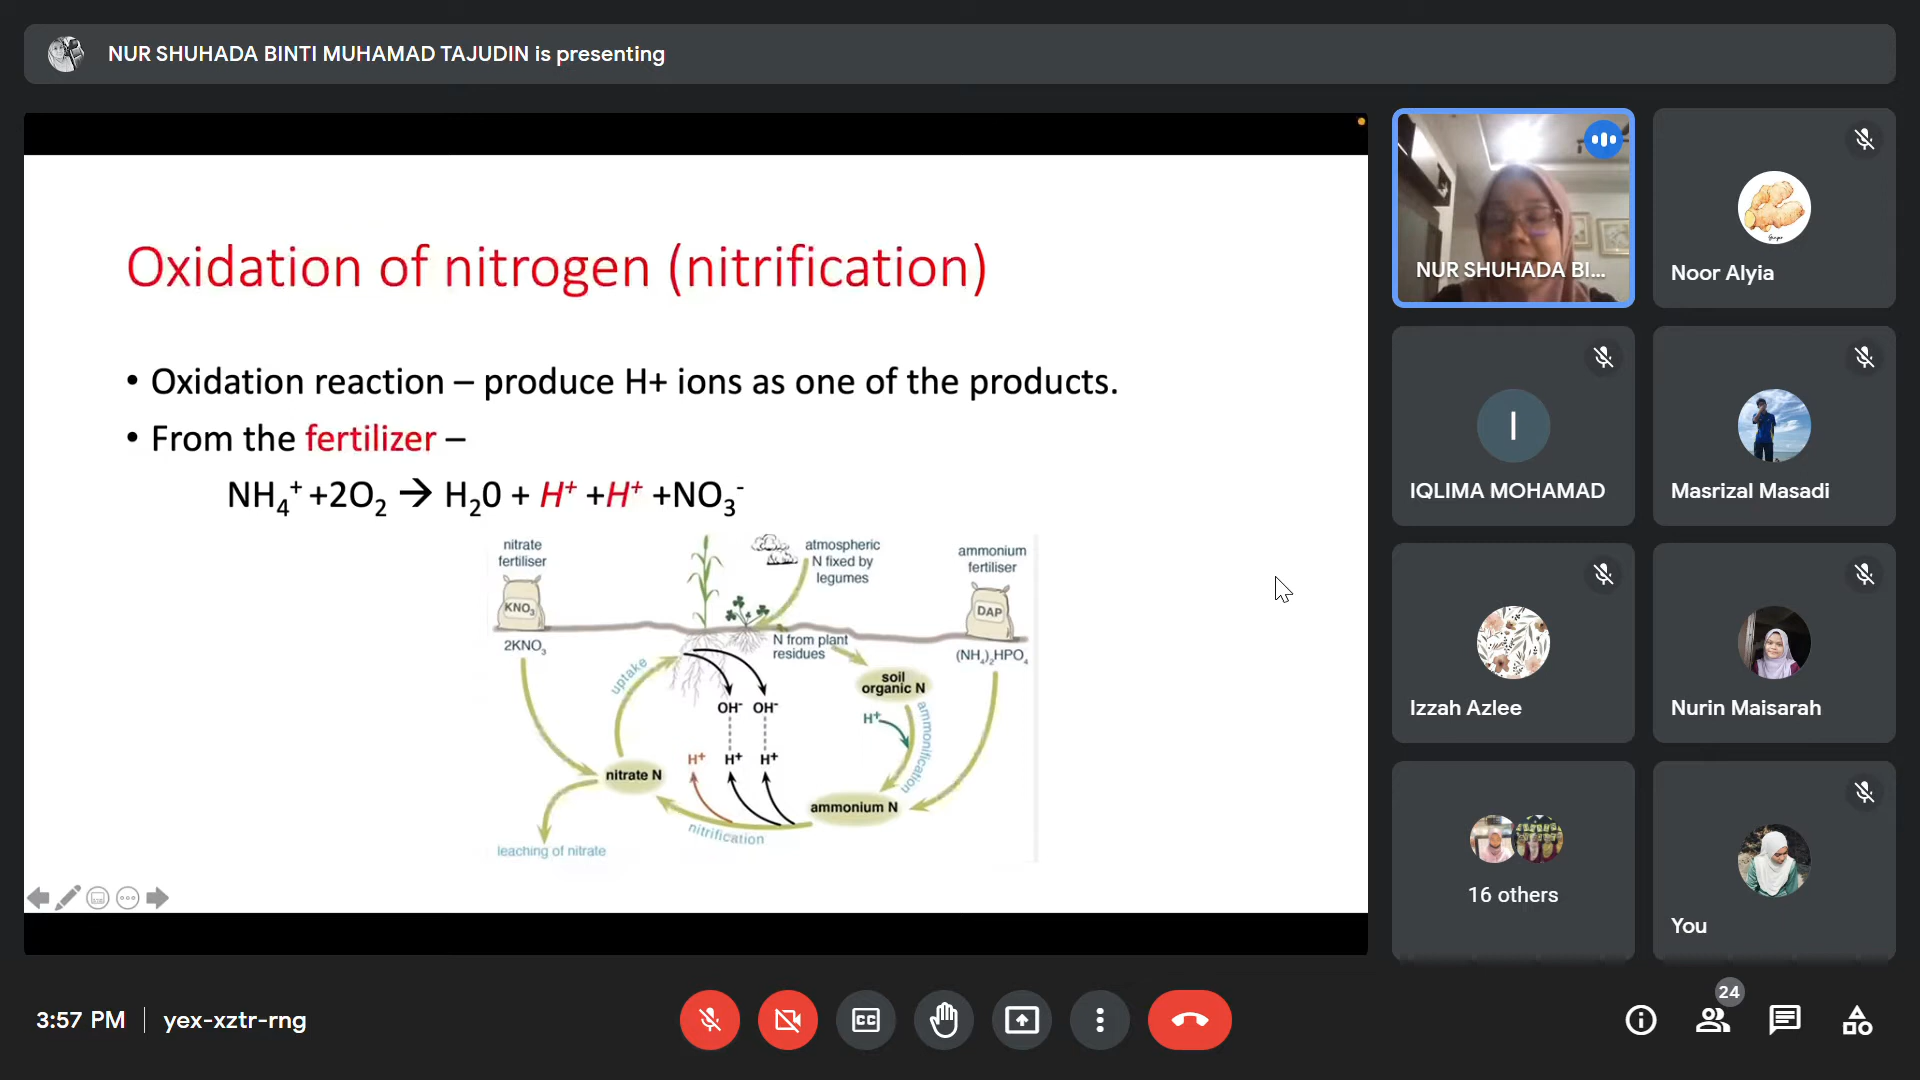 NUR SHUHADA BINTI MUHAMAD TAJUDIN is presenting
Oxidation of nitrogen (nitrification)
• Oxidation reaction – produce H+ ions as one of the products.
• From the fertilizer –
NH₄⁺ +2O₂ → H₂0 + H⁺ +H⁺ +NO₃⁻
nitrate
fertiliser
KNO₃
2KNO₃
atmospheric
N fixed by
legumes
ammonium
fertiliser
DAP
(NH₄)₂HPO₄
N from plant
residues
uptake
soil
organic N
OH⁻ OH⁻
H⁺
ammonification
H⁺ H⁺ H⁺
nitrate N
ammonium N
nitrification
leaching of nitrate
NUR SHUHADA BI...
Noor Alyia
I
IQLIMA MOHAMAD
Masrizal Masadi
Izzah Azlee
Nurin Maisarah
16 others
You
3:57 PM | yex-xztr-rng
CC
24